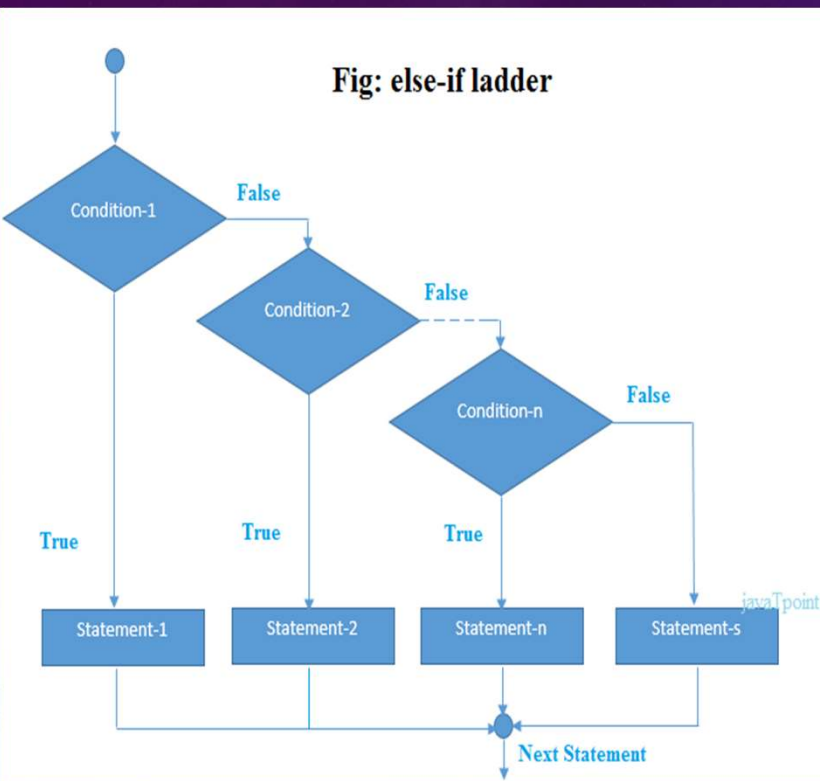 Fig: else-if ladder
Condition-1
False
Condition-2
False
Condition-n
False
True
True
True
javaTpoint
Statement-1
Statement-2
Statement-n
Statement-s
Next Statement